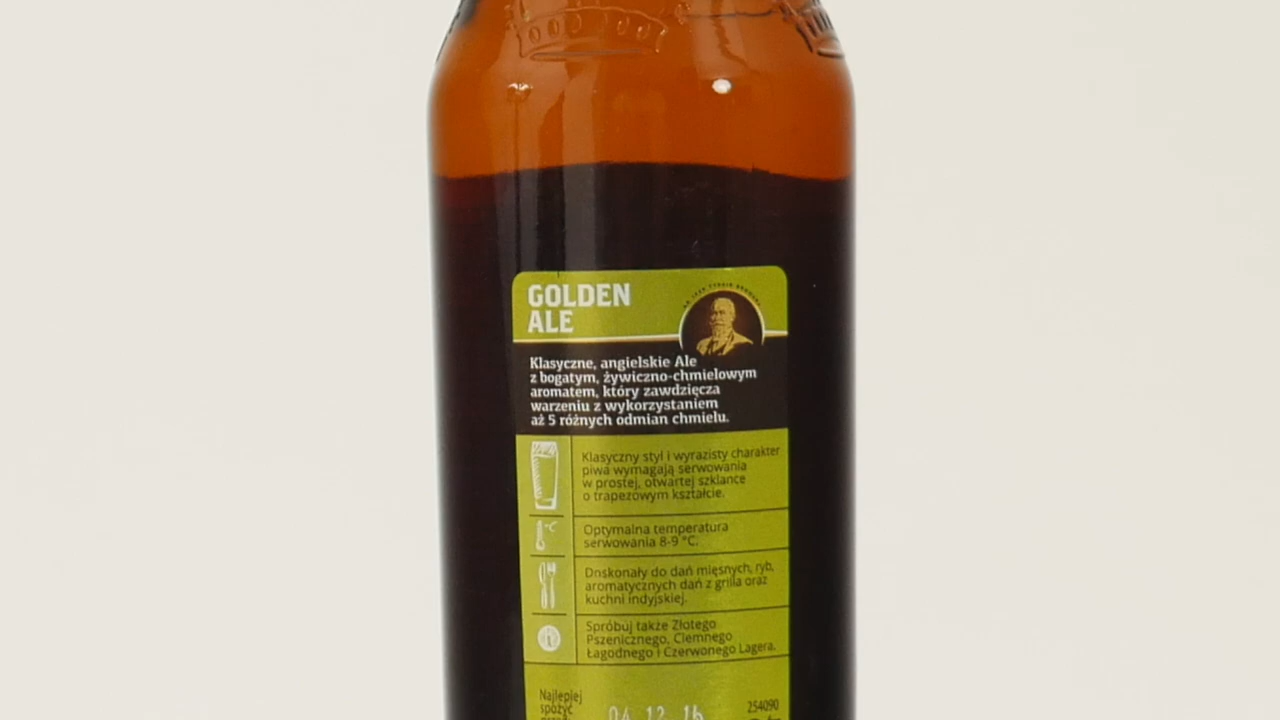 GOLDEN
ALE
Klasyczne, angielskie Ale
z bogatym, żywiczno-chmielowym
aromatem, który zawdzięcza
warzeniu z wykorzystaniem
aż 5 różnych odmian chmielu.
Klasyczny styl i wyrazisty charakter
piwa wymagają serwowania
w prostej, otwartej szklance
o trapezowym kształcie.
Optymalna temperatura
serwowania 8-9 °C.
Doskonały do dań mięsnych, ryb,
aromatycznych dań z grilla oraz
kuchni indyjskiej.
Spróbuj także Złotego
Pszenicznego, Ciemnego
Łagodnego i Czerwonego Lagera.
Najlepiej
spożyć
04 12 16
254090